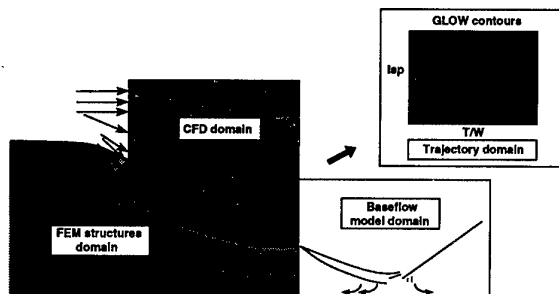 GLOW contours
Isp
T/W
Trajectory domain
CFD domain
FEM structures
domain
Baseflow
model domain